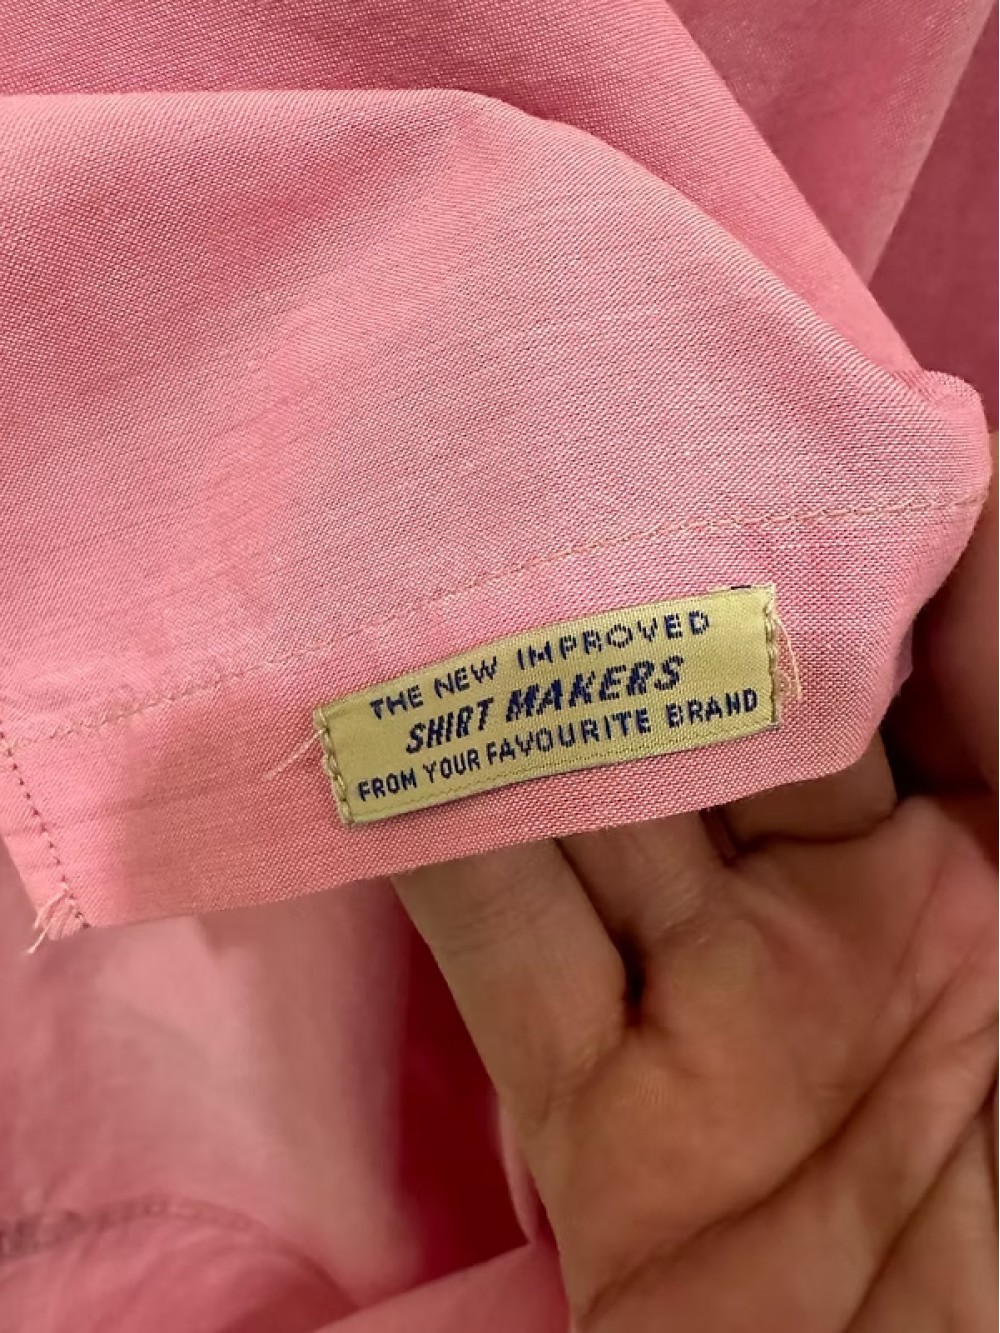 THE NEW IMPROVED
SHIRT MAKERS
FROM YOUR FAVOURITE BRAND